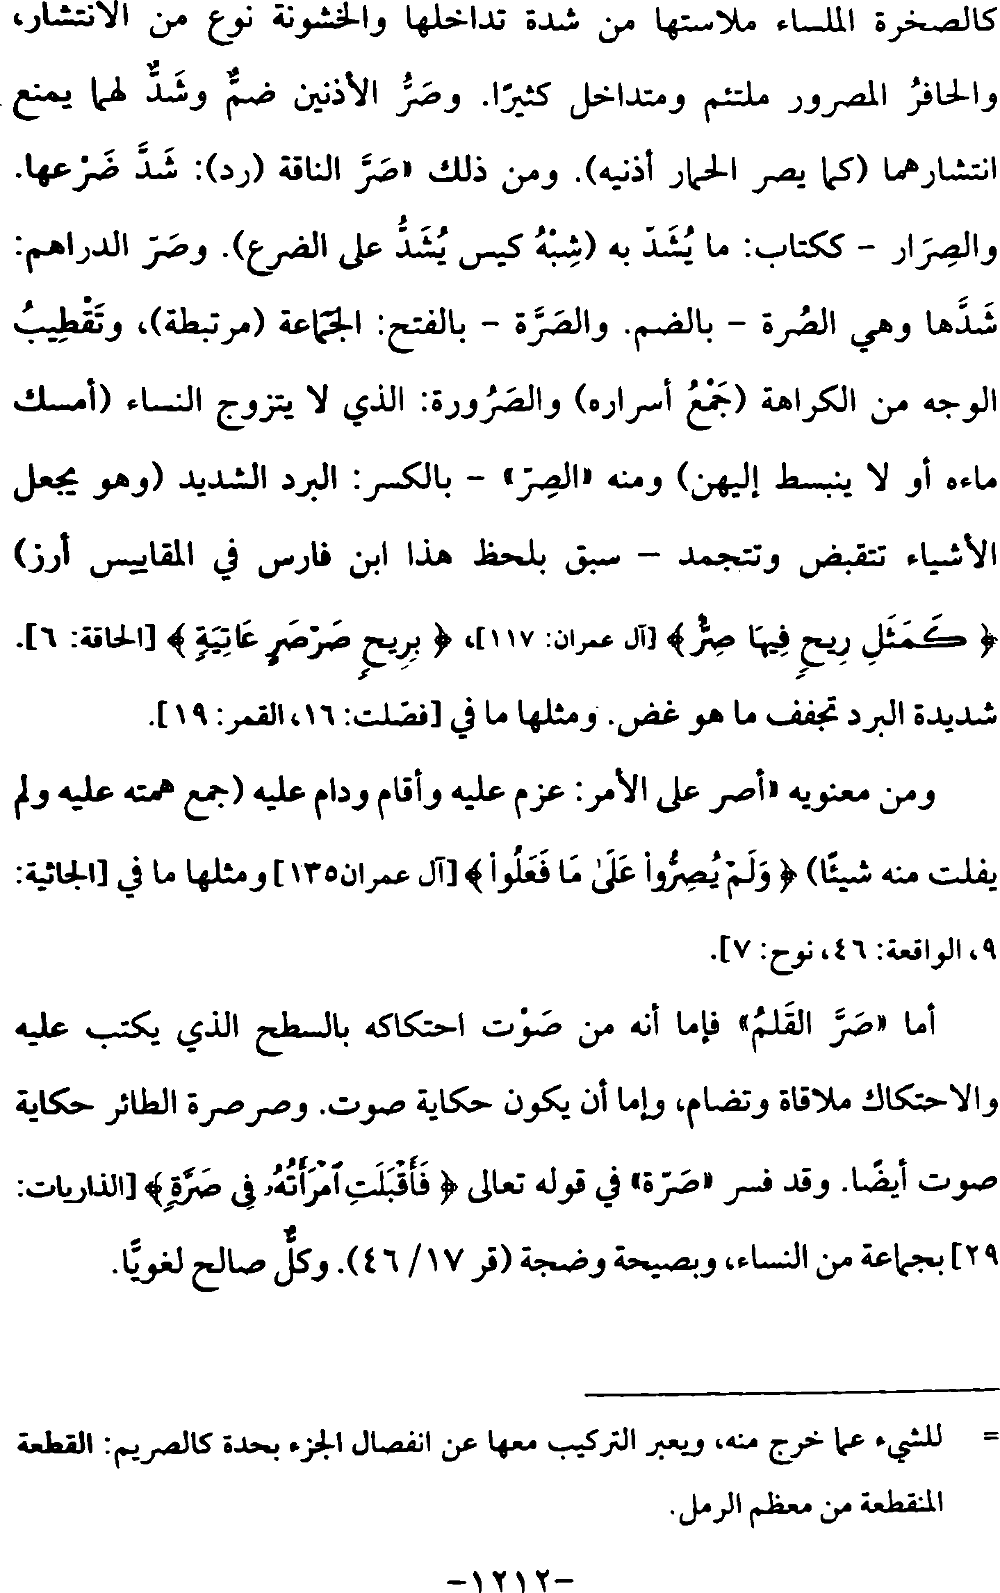 كالصخرة الملساء ملاستها من شدة تداخلها والخشونة نوع من الانتشار،
والحافرُ المصرور ملتئم ومتداخل كثيرًا. وصَرُّ الأذنين ضمٌّ وشَدٌّ لهما يمنع
انتشارهما (كما يصر الحمار أذنيه). ومن ذلك «صَرَّ الناقة (رد): شَدَّ ضَرْعها.
والصِرَار – ككتاب: ما يُشَدّ به (شِبْهُ كيس يُشَدُّ على الضرع). وصَرّ الدراهم:
شَدَّها وهي الصُرة – بالضم. والصَرَّة – بالفتح: الجَمَاعة (مرتبطة)، وتَقْطِيبُ
الوجه من الكراهة (جَمْعُ أسراره) والصَرُورة: الذي لا يتزوج النساء (أمسك
ماءه أو لا ينبسط إليهن) ومنه «الصِرّ» – بالكسر: البرد الشديد (وهو يجعل
الأشياء تتقبض وتتجمد – سبق بلحظ هذا ابن فارس في المقاييس أرز)
﴿ كَمَثَلِ رِيحٍ فِيهَا صِرٌّ ﴾ [آل عمران: ١١٧]، ﴿ بِرِيحٍ صَرْصَرٍ عَاتِيَةٍ ﴾ [الحاقة: ٦].
شديدة البرد تجفف ما هو غض. ومثلها ما في [فصّلت: ١٦، القمر: ١٩].
ومن معنويه «أصر على الأمر: عزم عليه وأقام ودام عليه (جمع همته عليه ولم
يفلت منه شيئًا) ﴿ وَلَمْ يُصِرُّواْ عَلَىٰ مَا فَعَلُواْ ﴾ [آل عمران١٣٥] ومثلها ما في [الجاثية:
٩، الواقعة: ٤٦، نوح: ٧].
أما «صَرَّ القَلمُ» فإما أنه من صَوْت احتكاكه بالسطح الذي يكتب عليه
والاحتكاك ملاقاة وتضام، وإما أن يكون حكاية صوت. وصرصرة الطائر حكاية
صوت أيضًا. وقد فسر «صَرّة» في قوله تعالى ﴿ فَأَقْبَلَتِ ٱمْرَأَتُهُۥ فِى صَرَّةٍ ﴾ [الذاريات:
٢٩] بجماعة من النساء، وبصيحة وضجة (قر ١٧/ ٤٦). وكلٌّ صالح لغويًّا.
= للشيء عما خرج منه، ويعبر التركيب معها عن انفصال الجزء بحدة كالصريم: القطعة
المنقطعة من معظم الرمل.
-١٢١٢-